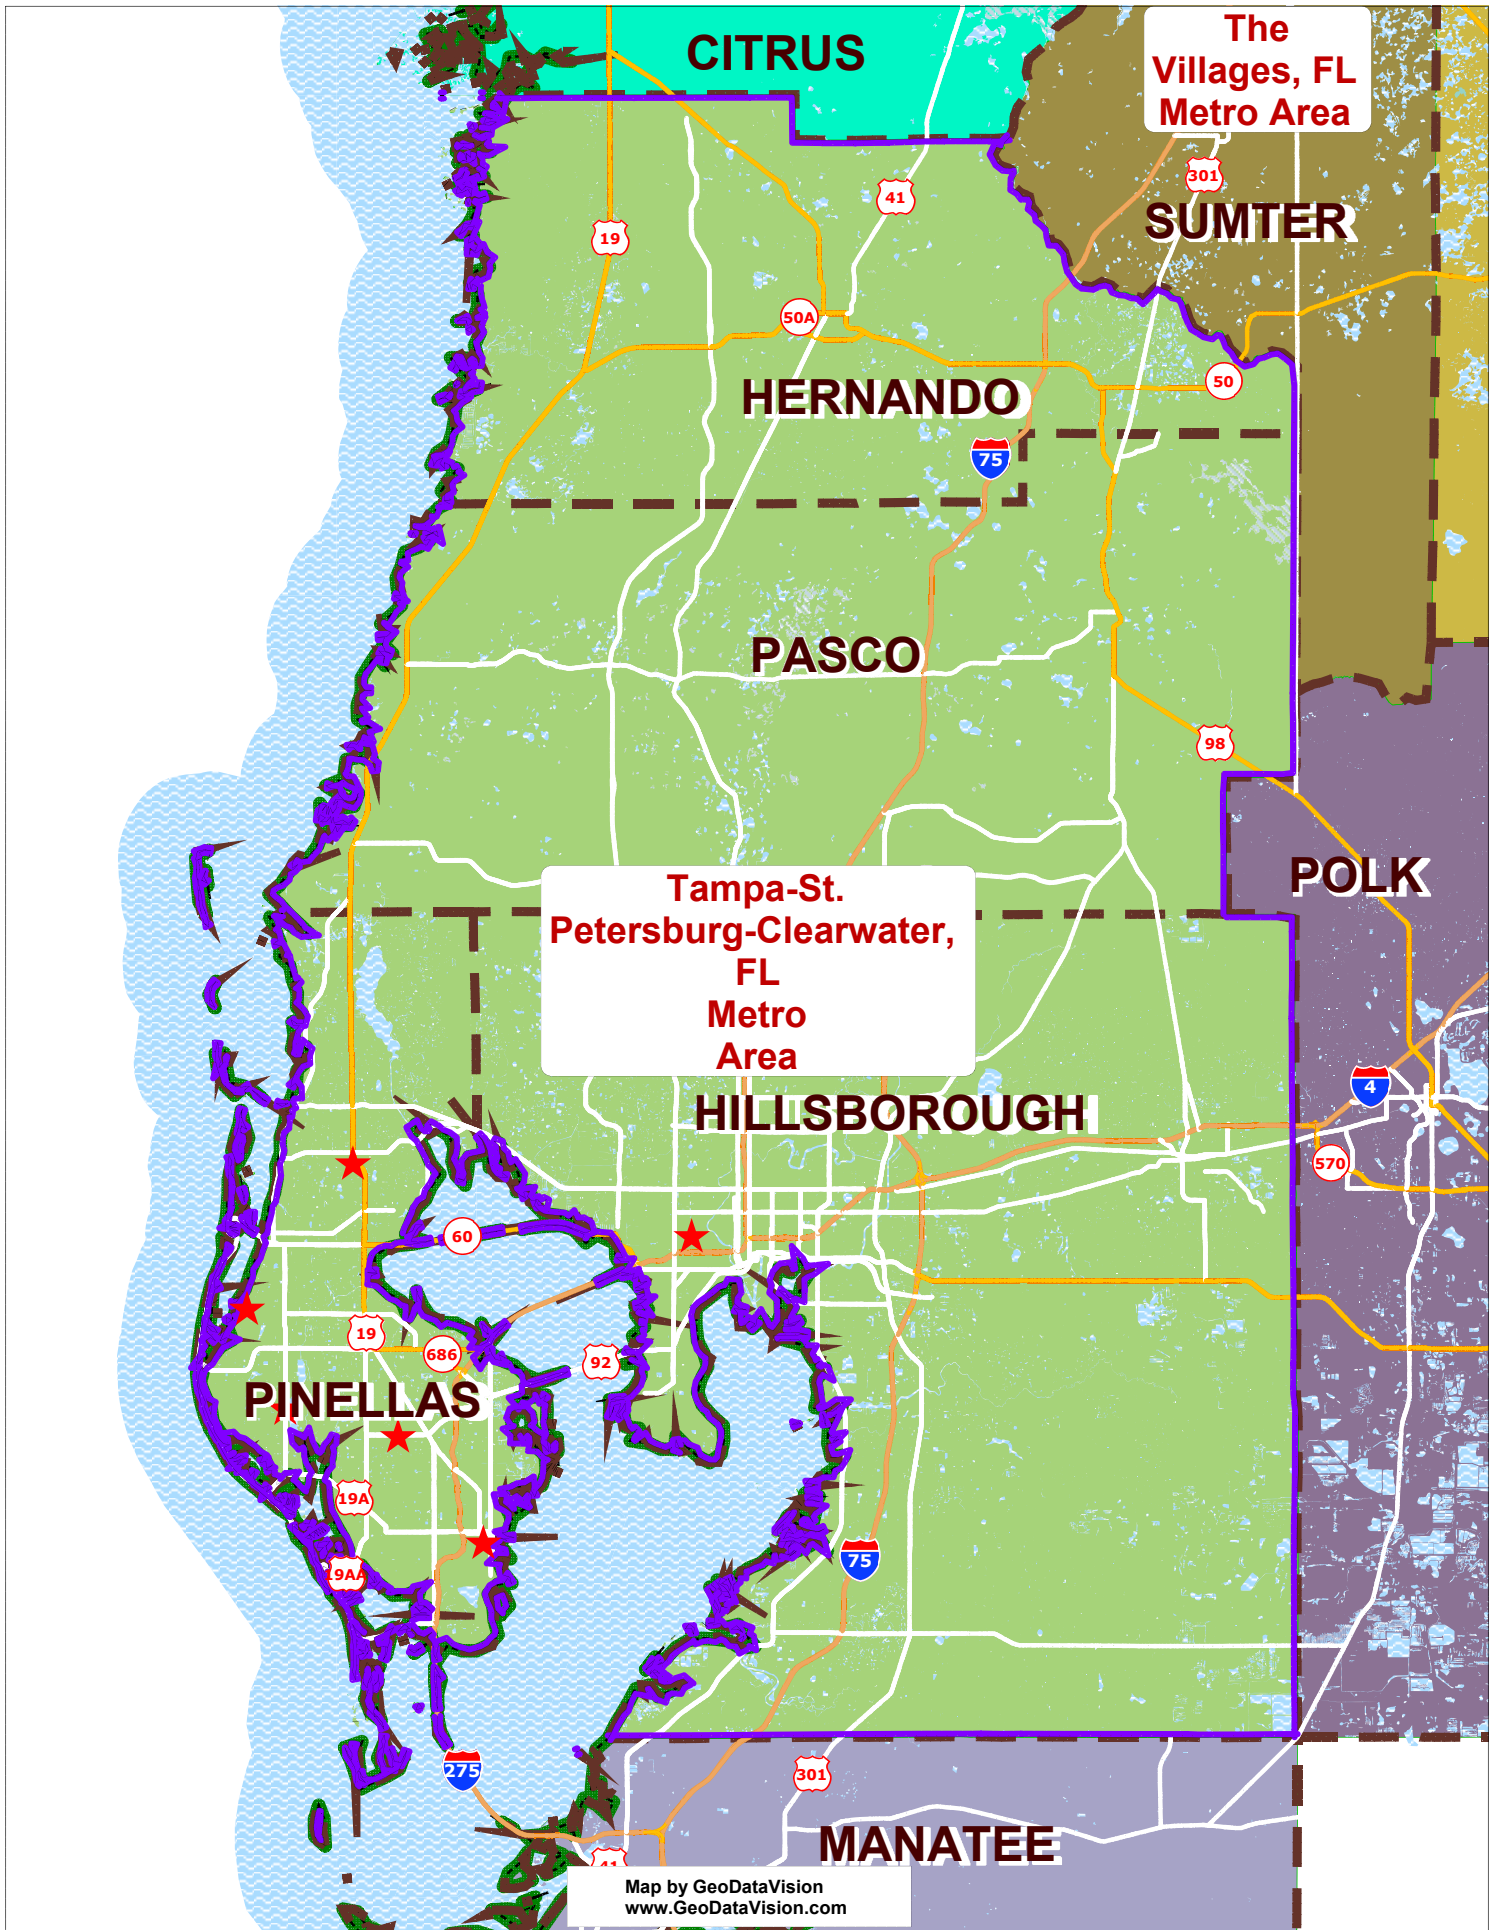 CITRUS
The
Villages, FL
Metro Area
301
41
SUMTER
19
50A
50
HERNANDO
75
PASCO
98
POLK
Tampa-St.
Petersburg-Clearwater,
FL
Metro
Area
4
HILLSBOROUGH
570
60
19
686
92
PINELLAS
19A
75
19AA
275
301
MANATEE
41
Map by GeoDataVision
www.GeoDataVision.com